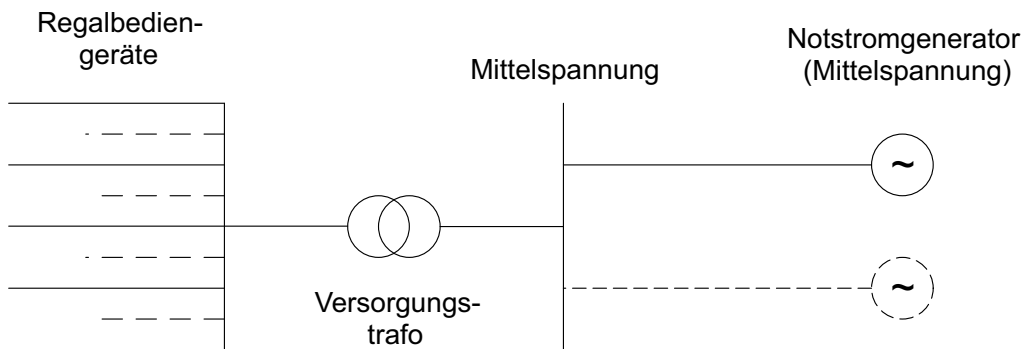 Regalbedien-
geräte
Mittelspannung
Notstromgenerator
(Mittelspannung)
~
~
Versorgungs-
trafo